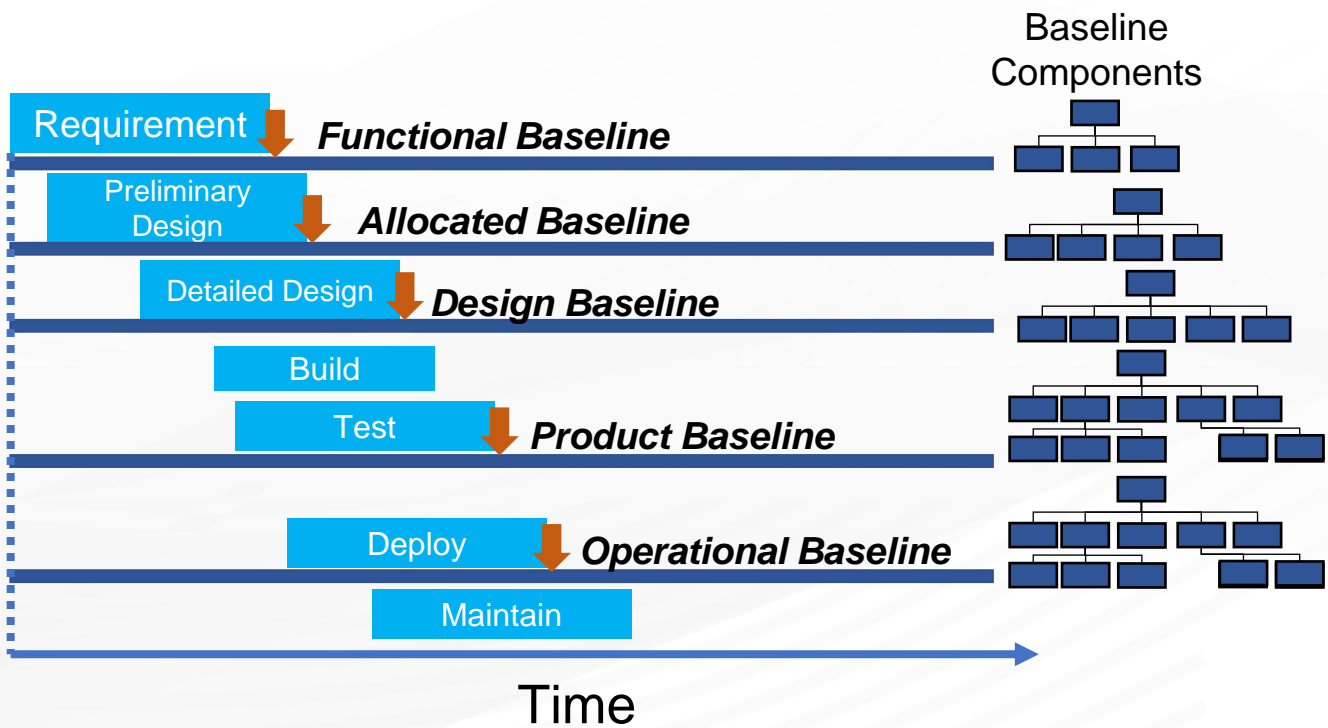 Baseline
Components
Requirement
Functional Baseline
Preliminary
Design
Allocated Baseline
Detailed Design
Design Baseline
Build
Test
Product Baseline
Deploy
Operational Baseline
Maintain
Time